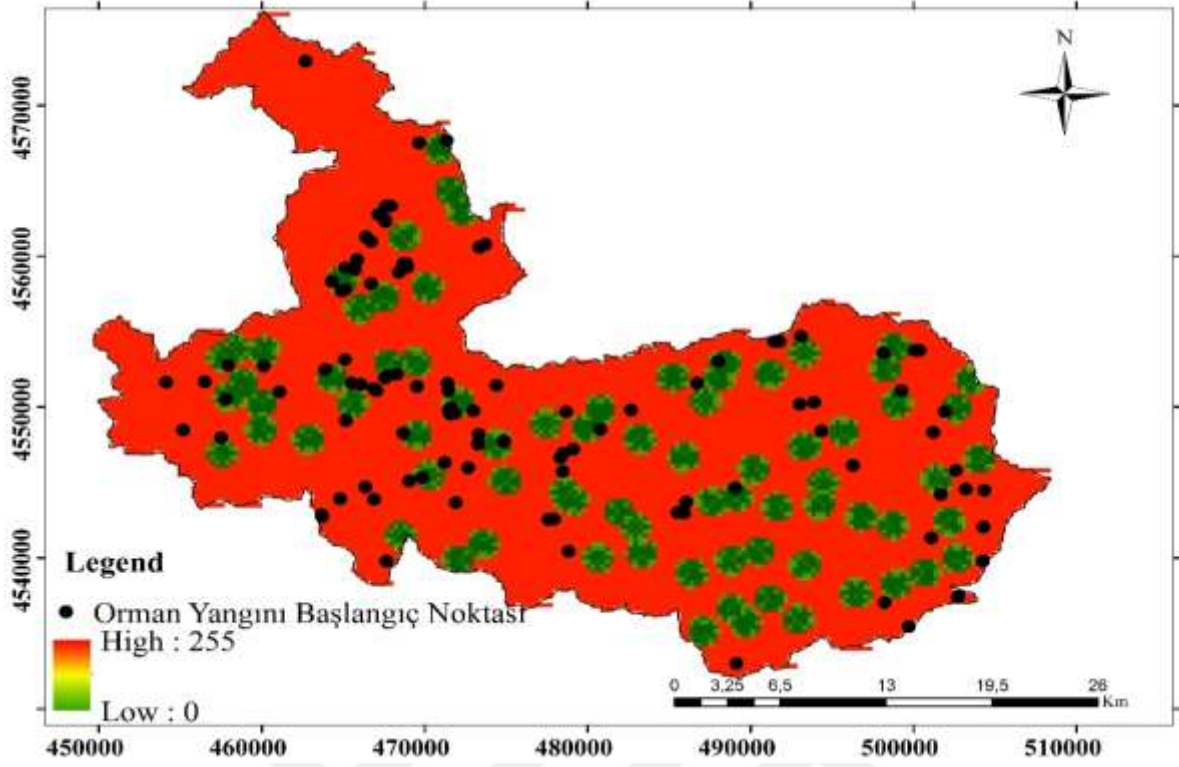 N
4570000
4560000
4550000
4540000
Legend
Orman Yangını Başlangıç Noktası
High : 255
Low : 0
0 3,25 6,5 13 19,5 26
Km
450000 460000 470000 480000 490000 500000 510000